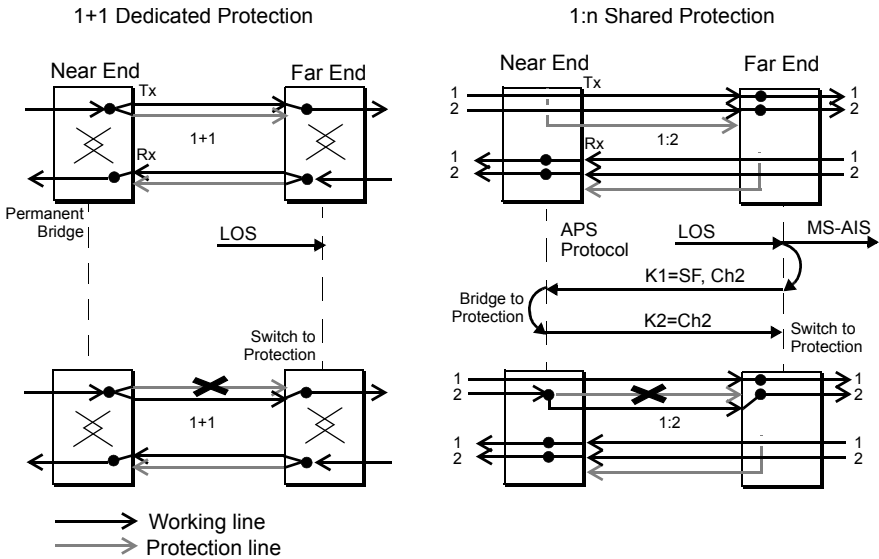 1+1 Dedicated Protection
Near End
Far End
Tx
1+1
Rx
Permanent
Bridge
LOS
Switch to
Protection
1+1
Working line
Protection line
1:n Shared Protection
Near End
Far End
Tx
1
2
1
2
1:2
Rx
1
2
1
2
APS
Protocol
LOS
MS-AIS
K1=SF, Ch2
Bridge to
Protection
K2=Ch2
Switch to
Protection
1
2
1
2
1:2
1
2
1
2